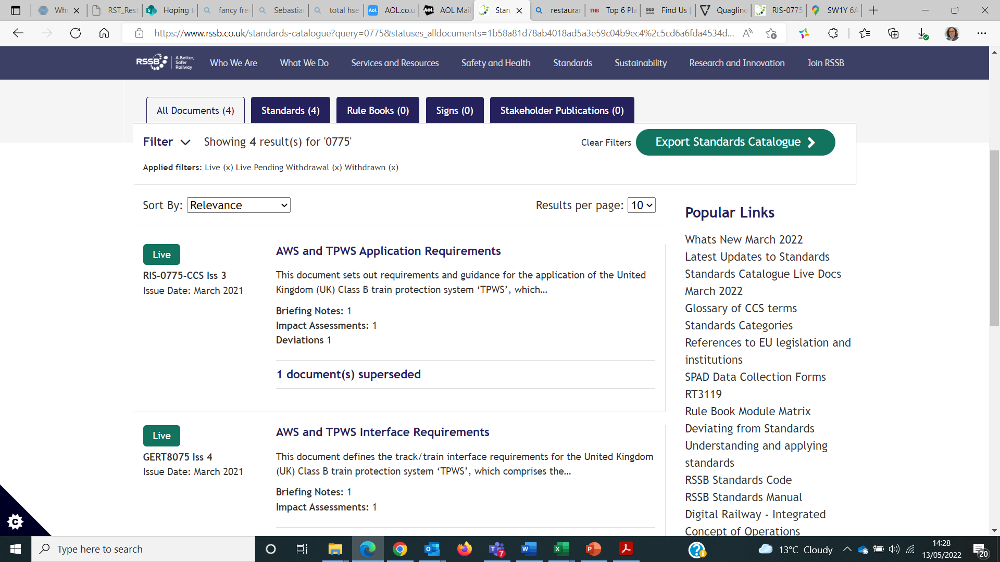 Wh
RST_Rest
Hoping t
fancy fre
Sebastian
total hse
AOL.co.u
AOL Mail
Stan
restauran
Top 6 Pla
Find Us |
Quaglino
RIS-0775
SW1Y 6A
https://www.rssb.co.uk/standards-catalogue?query=0775&statuses_alldocuments=1b58a81d78ab4018ad5a3e59c04b9ec4%2c5cd6a6fda4534d...
RSSB
A Better,
Safer
Railway
Who We Are
What We Do
Services and Resources
Safety and Health
Standards
Sustainability
Research and Innovation
Join RSSB
All Documents (4)
Standards (4)
Rule Books (0)
Signs (0)
Stakeholder Publications (0)
Filter
Showing 4 result(s) for '0775'
Clear Filters
Export Standards Catalogue
Applied filters: Live (x) Live Pending Withdrawal (x) Withdrawn (x)
Sort By: Relevance
Results per page: 10
Live
RIS-0775-CCS Iss 3
Issue Date: March 2021
AWS and TPWS Application Requirements
This document sets out requirements and guidance for the application of the United
Kingdom (UK) Class B train protection system ‘TPWS’, which...
Briefing Notes: 1
Impact Assessments: 1
Deviations 1
1 document(s) superseded
Live
GERT8075 Iss 4
Issue Date: March 2021
AWS and TPWS Interface Requirements
This document defines the track/train interface requirements for the United Kingdom
(UK) Class B train protection system ‘TPWS’, which comprises the...
Briefing Notes: 1
Impact Assessments: 1
Popular Links
Whats New March 2022
Latest Updates to Standards
Standards Catalogue Live Docs
March 2022
Glossary of CCS terms
Standards Categories
References to EU legislation and
institutions
SPAD Data Collection Forms
RT3119
Rule Book Module Matrix
Deviating from Standards
Understanding and applying
standards
RSSB Standards Code
RSSB Standards Manual
Digital Railway - Integrated
Concept of Operations
Type here to search
13°C Cloudy
14:28
13/05/2022
20